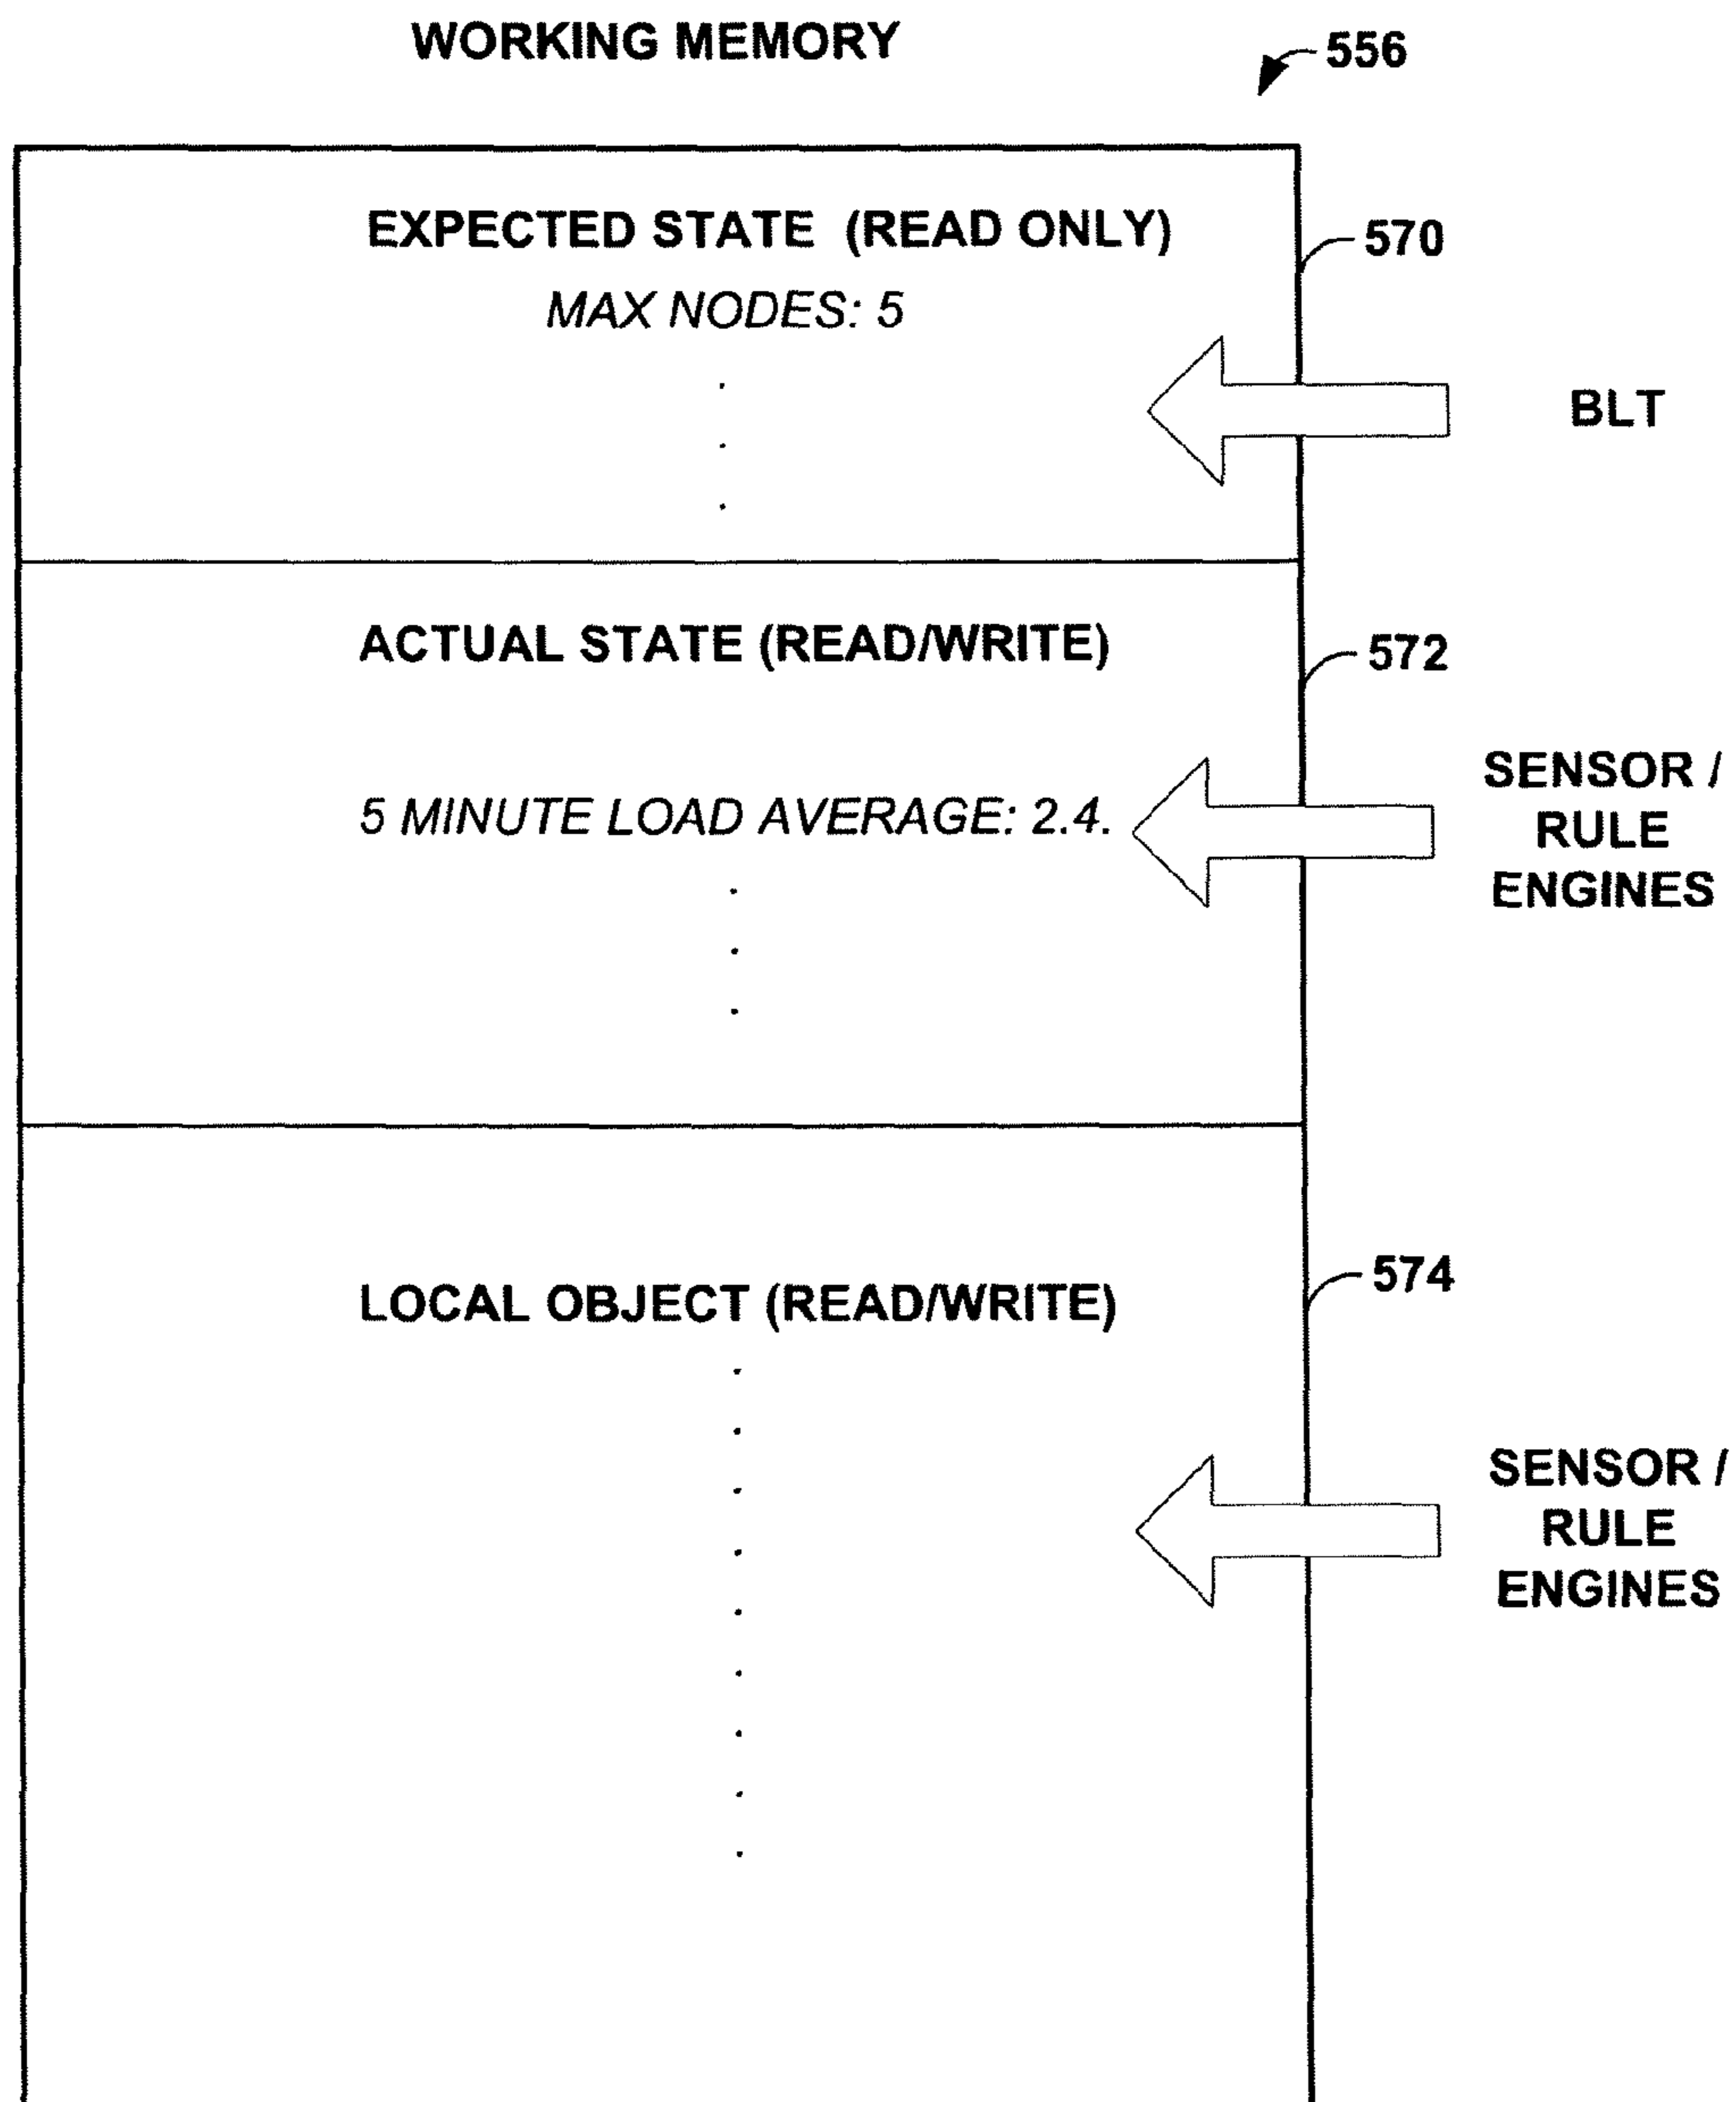 WORKING MEMORY
556
EXPECTED STATE (READ ONLY)
570
MAX NODES: 5
BLT
ACTUAL STATE (READ/WRITE)
572
SENSOR /
RULE
ENGINES
5 MINUTE LOAD AVERAGE: 2.4.
574
LOCAL OBJECT (READ/WRITE)
SENSOR /
RULE
ENGINES